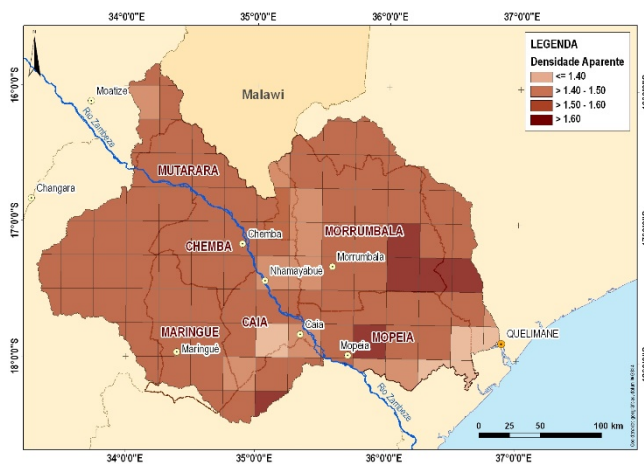 34°0'0"E 35°0'0"E 36°0'0"E 37°0'0"E
N
LEGENDA
Densidade Aparente
<= 1.40
> 1.40 - 1.50
> 1.50 - 1.60
> 1.60
16°0'0"S
Moatize
Malawi
Rio Zambeze
MUTARARA
Changara
17°0'0"S
CHEMBA
Chemba
MORRUMBALA
Morrumbala
Nhamayabué
MARINGUE
Maringué
CAIA
Caia
MOPEIA
Mopeia
QUELIMANE
18°0'0"S
Rio Zambeze
0 25 50 100 km
34°0'0"E 35°0'0"E 36°0'0"E 37°0'0"E